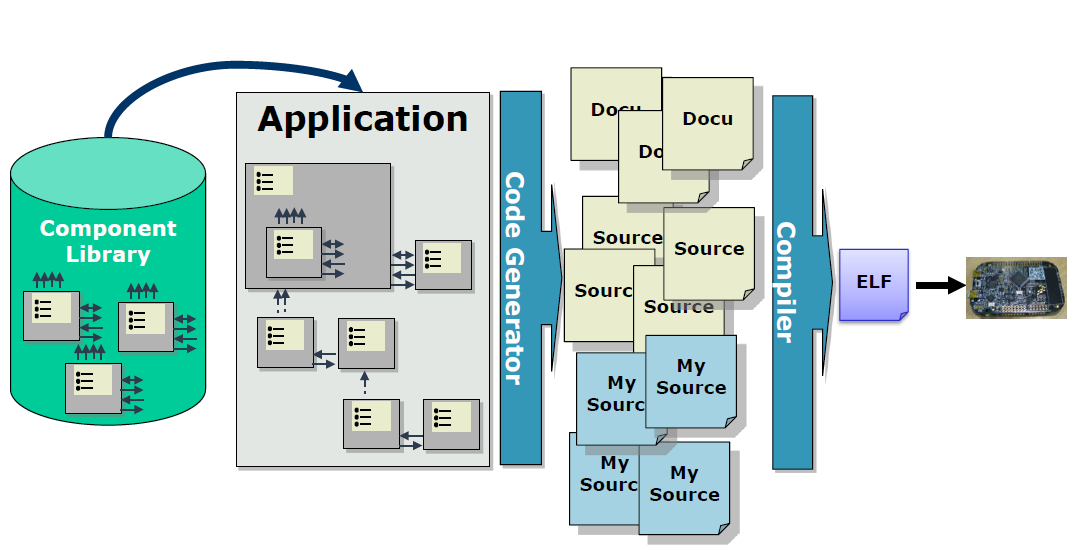 Component
Library
Application
Code Generator
Docu
Do
Docu
Source
Source
Sourc
Source
My
Sourc
My
Source
My
Sourc
My
Source
Compiler
ELF